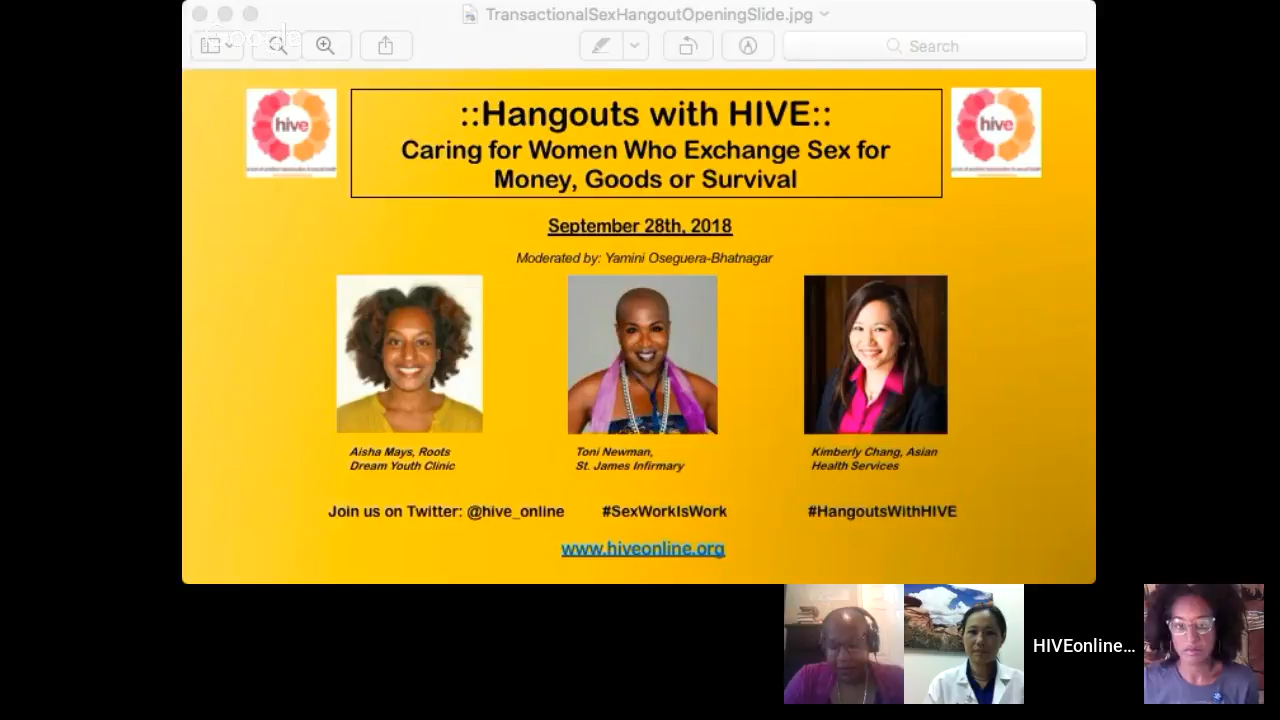 TransactionalSexHangoutOpeningSlide.jpg
Google
Search
hive
::Hangouts with HIVE::
Caring for Women Who Exchange Sex for
Money, Goods or Survival
hive
September 28th, 2018
Moderated by: Yamini Oseguera-Bhatnagar
Aisha Mays, Roots
Dream Youth Clinic
Toni Newman,
St. James Infirmary
Kimberly Chang, Asian
Health Services
Join us on Twitter: @hive_online
#SexWorkIsWork
#HangoutsWithHIVE
www.hiveonline.org
HIVEonline...